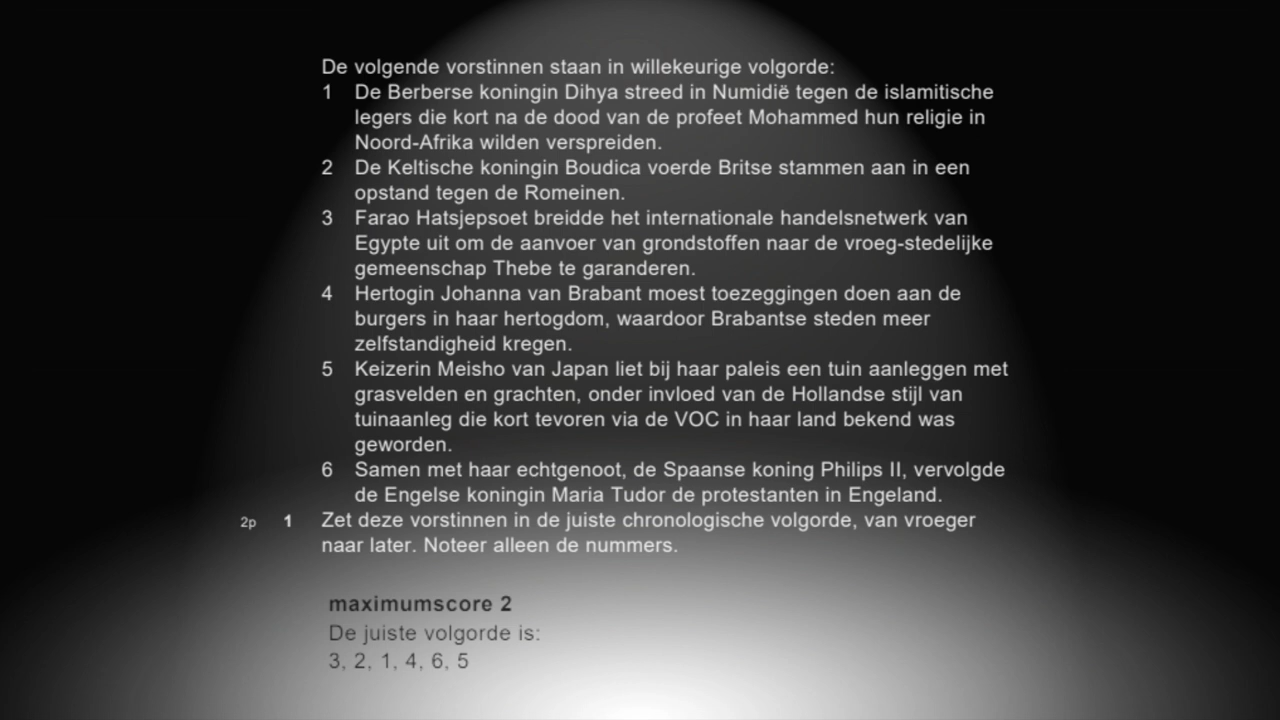 De volgende vorstinnen staan in willekeurige volgorde:
1 De Berberse koningin Dihya streed in Numidië tegen de islamitische
legers die kort na de dood van de profeet Mohammed hun religie in
Noord-Afrika wilden verspreiden.
2 De Keltische koningin Boudica voerde Britse stammen aan in een
opstand tegen de Romeinen.
3 Farao Hatsjepsoet breidde het internationale handelsnetwerk van
Egypte uit om de aanvoer van grondstoffen naar de vroeg-stedelijke
gemeenschap Thebe te garanderen.
4 Hertogin Johanna van Brabant moest toezeggingen doen aan de
burgers in haar hertogdom, waardoor Brabantse steden meer
zelfstandigheid kregen.
5 Keizerin Meisho van Japan liet bij haar paleis een tuin aanleggen met
grasvelden en grachten, onder invloed van de Hollandse stijl van
tuinaanleg die kort tevoren via de VOC in haar land bekend was
geworden.
6 Samen met haar echtgenoot, de Spaanse koning Philips II, vervolgde
de Engelse koningin Maria Tudor de protestanten in Engeland.
2p 1 Zet deze vorstinnen in de juiste chronologische volgorde, van vroeger
naar later. Noteer alleen de nummers.
maximumscore 2
De juiste volgorde is:
3, 2, 1, 4, 6, 5